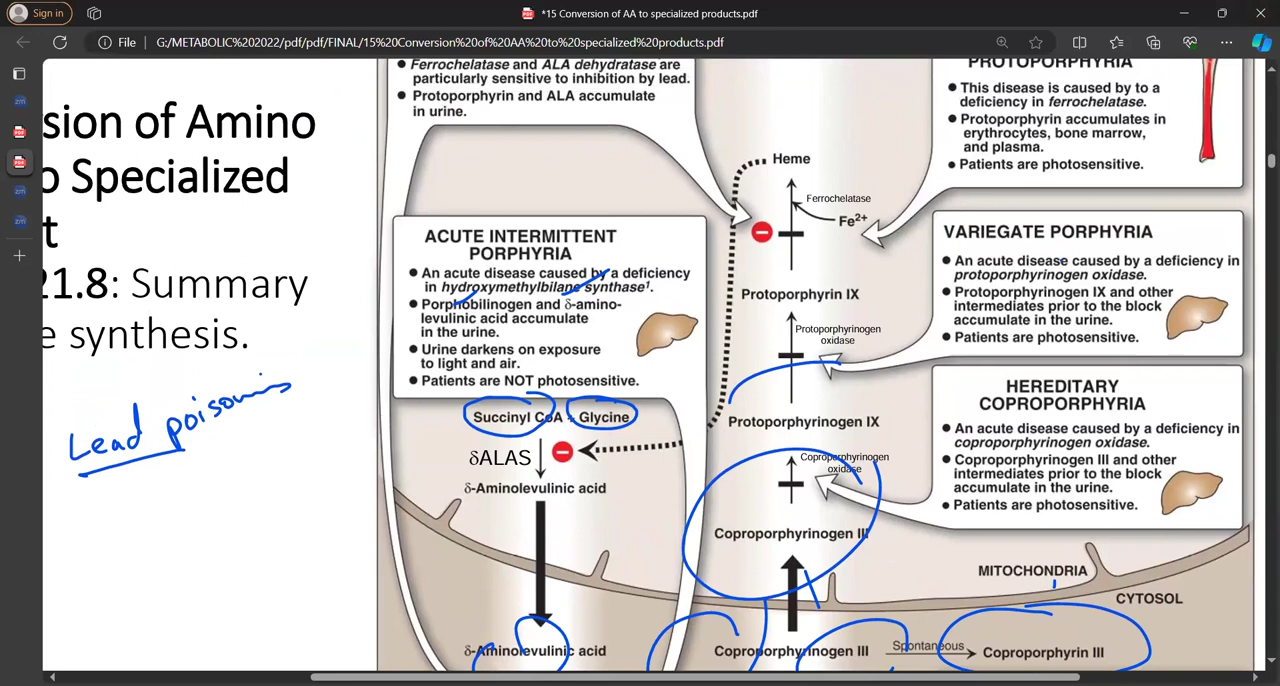 Sign in
*15 Conversion of AA to specialized products.pdf
File
G:/METABOLIC%202022/pdf/pdf/FINAL/15%20Conversion%20of%20AA%20to%20specialized%20products.pdf
sion of Amino
o Specialized
t
21.8: Summary
e synthesis.
Lead poisoning
• Ferrochelatase and ALA dehydratase are
particularly sensitive to inhibition by lead.
• Protoporphyrin and ALA accumulate
in urine.
ACUTE INTERMITTENT
PORPHYRIA
• An acute disease caused by a deficiency
in hydroxymethylbilane synthase¹.
• Porphobilinogen and δ-amino-
levulinic acid accumulate
in the urine.
• Urine darkens on exposure
to light and air.
• Patients are NOT photosensitive.
Succinyl CoA + Glycine
δALAS
δ-Aminolevulinic acid
δ-Aminolevulinic acid
Heme
Ferrochelatase
Fe²⁺
Protoporphyrin IX
Protoporphyrinogen
oxidase
Protoporphyrinogen IX
Coproporphyrinogen
oxidase
Coproporphyrinogen III
Coproporphyrinogen III
Spontaneous
Coproporphyrin III
PROTOPORPHYRIA
• This disease is caused by to a
deficiency in ferrochelatase.
• Protoporphyrin accumulates in
erythrocytes, bone marrow,
and plasma.
• Patients are photosensitive.
VARIEGATE PORPHYRIA
• An acute disease caused by a deficiency in
protoporphyrinogen oxidase.
• Protoporphyrinogen IX and other
intermediates prior to the block
accumulate in the urine.
• Patients are photosensitive.
HEREDITARY
COPROPORPHYRIA
• An acute disease caused by a deficiency in
coproporphyrinogen oxidase.
• Coproporphyrinogen III and other
intermediates prior to the block
accumulate in the urine.
• Patients are photosensitive.
MITOCHONDRIA
CYTOSOL